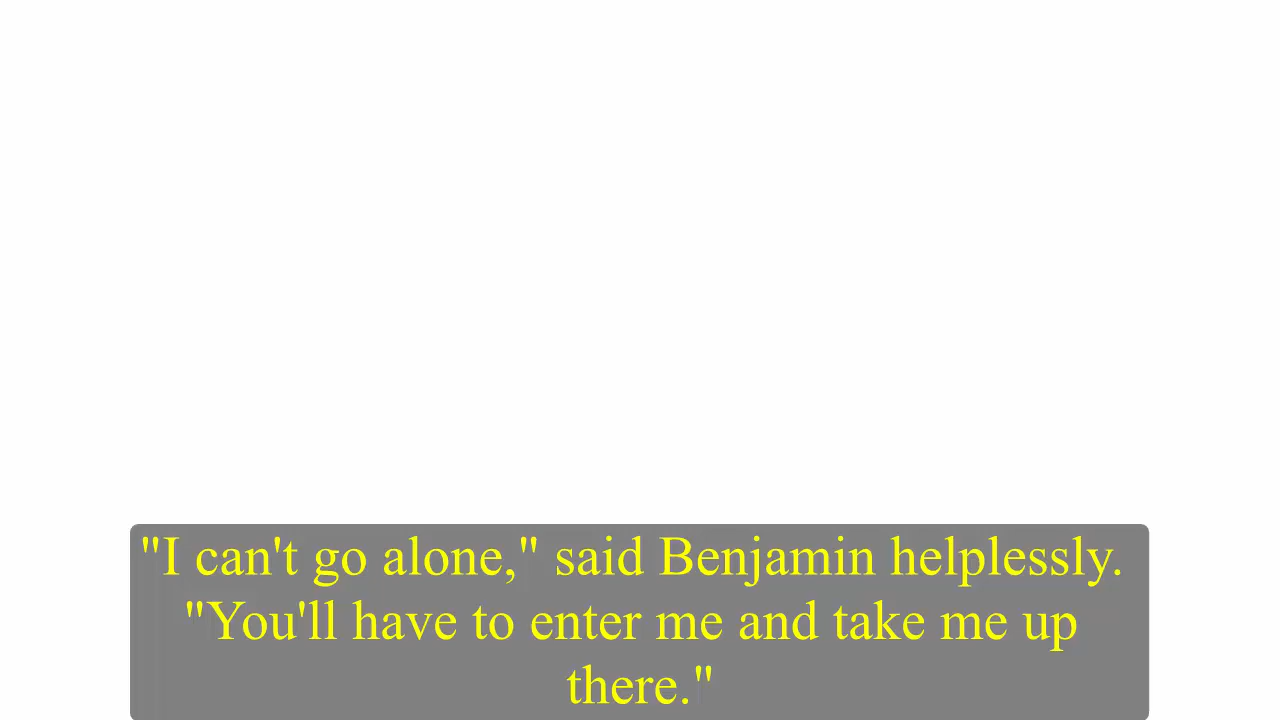 "I can't go alone," said Benjamin helplessly.
"You'll have to enter me and take me up
there."